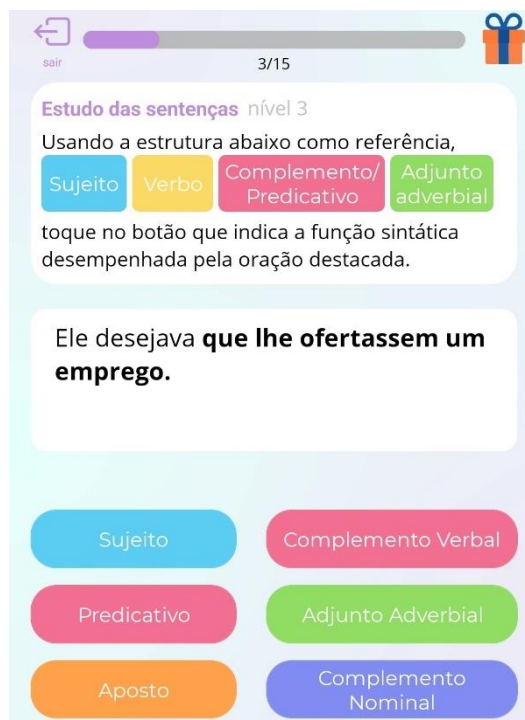 sair
3/15
Estudo das sentenças nível 3
Usando a estrutura abaixo como referência,
Sujeito Verbo Complemento/ Predicativo Adjunto adverbial
toque no botão que indica a função sintática
desempenhada pela oração destacada.
Ele desejava que lhe ofertassem um
emprego.
Sujeito
Complemento Verbal
Predicativo
Adjunto Adverbial
Aposto
Complemento
Nominal